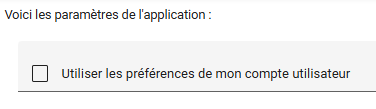 Voici les paramètres de l'application :
Utiliser les préférences de mon compte utilisateur